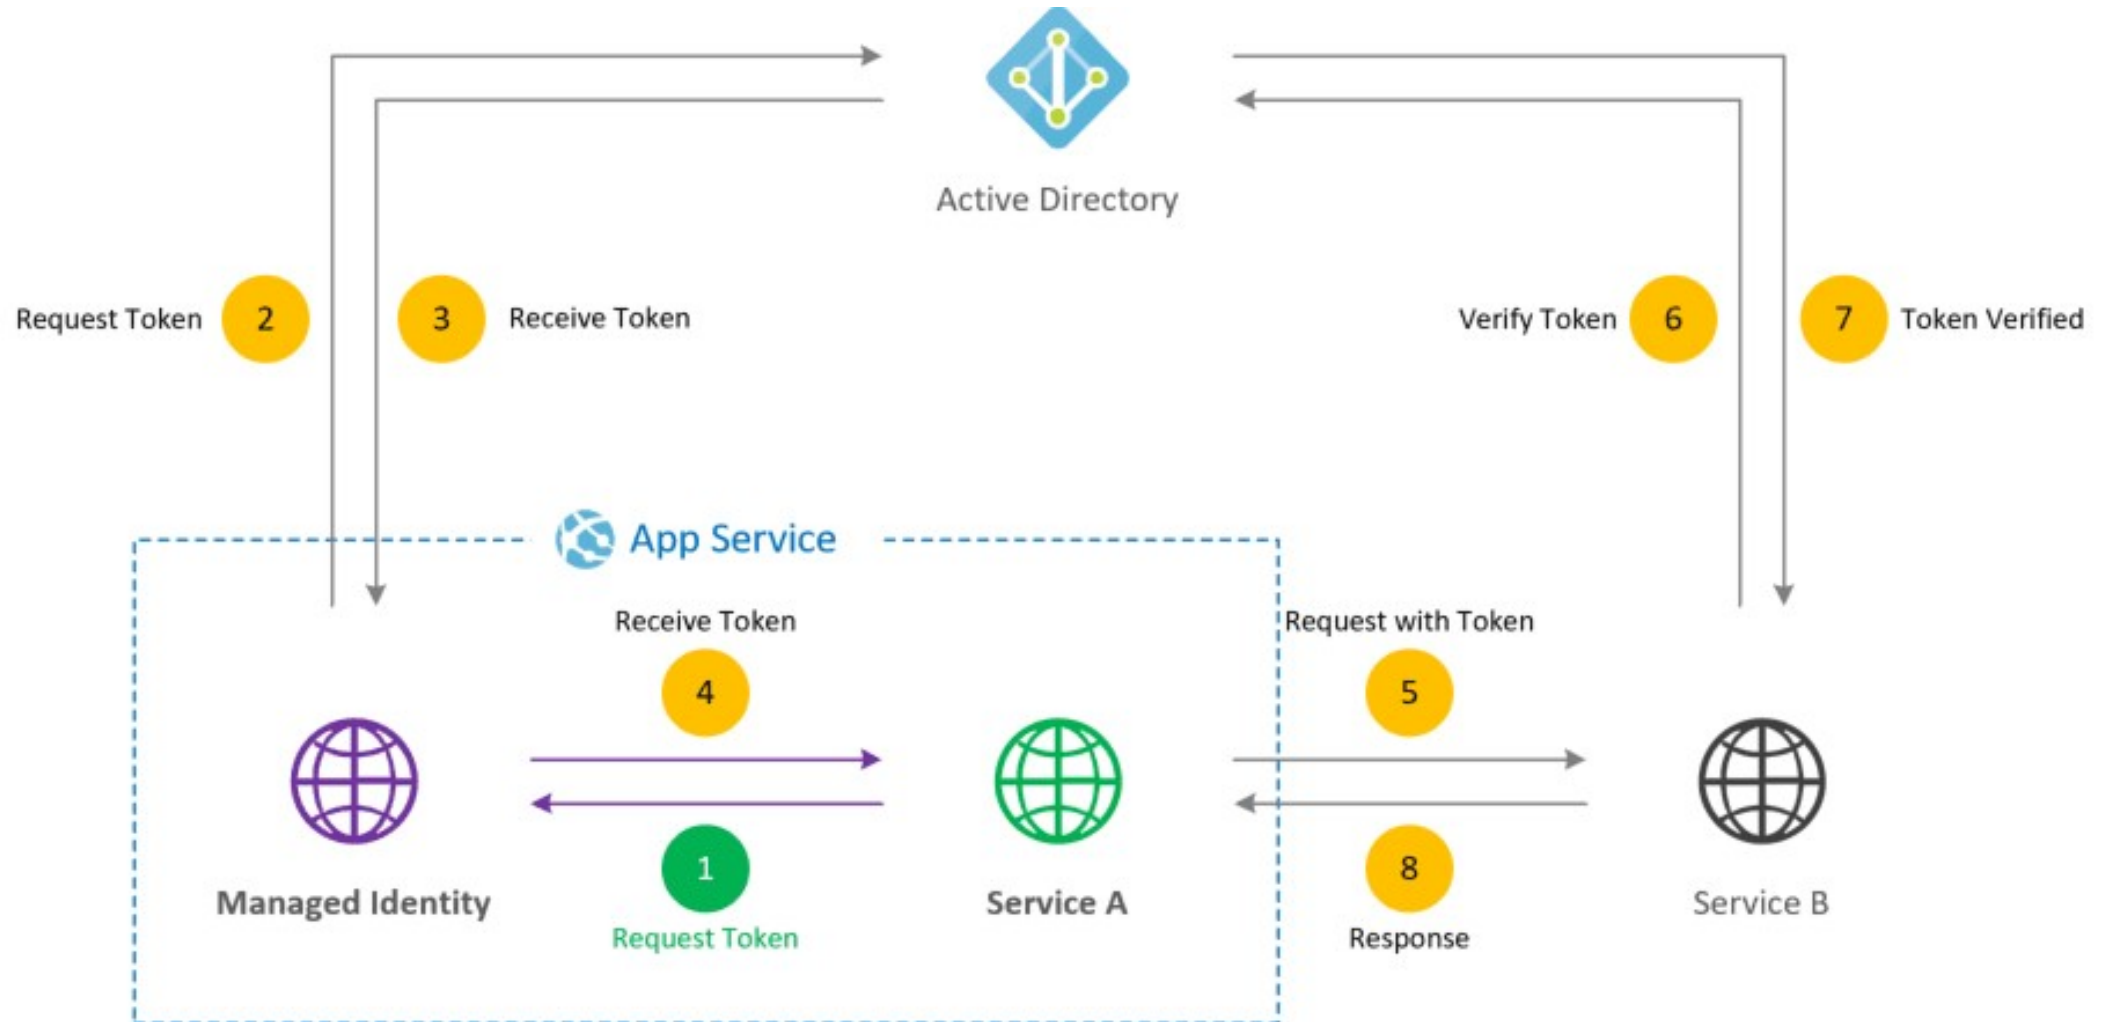 Active Directory
Request Token
2
3
Receive Token
Verify Token
6
7
Token Verified
App Service
Receive Token
4
Request with Token
5
Managed Identity
1
Request Token
Service A
8
Response
Service B